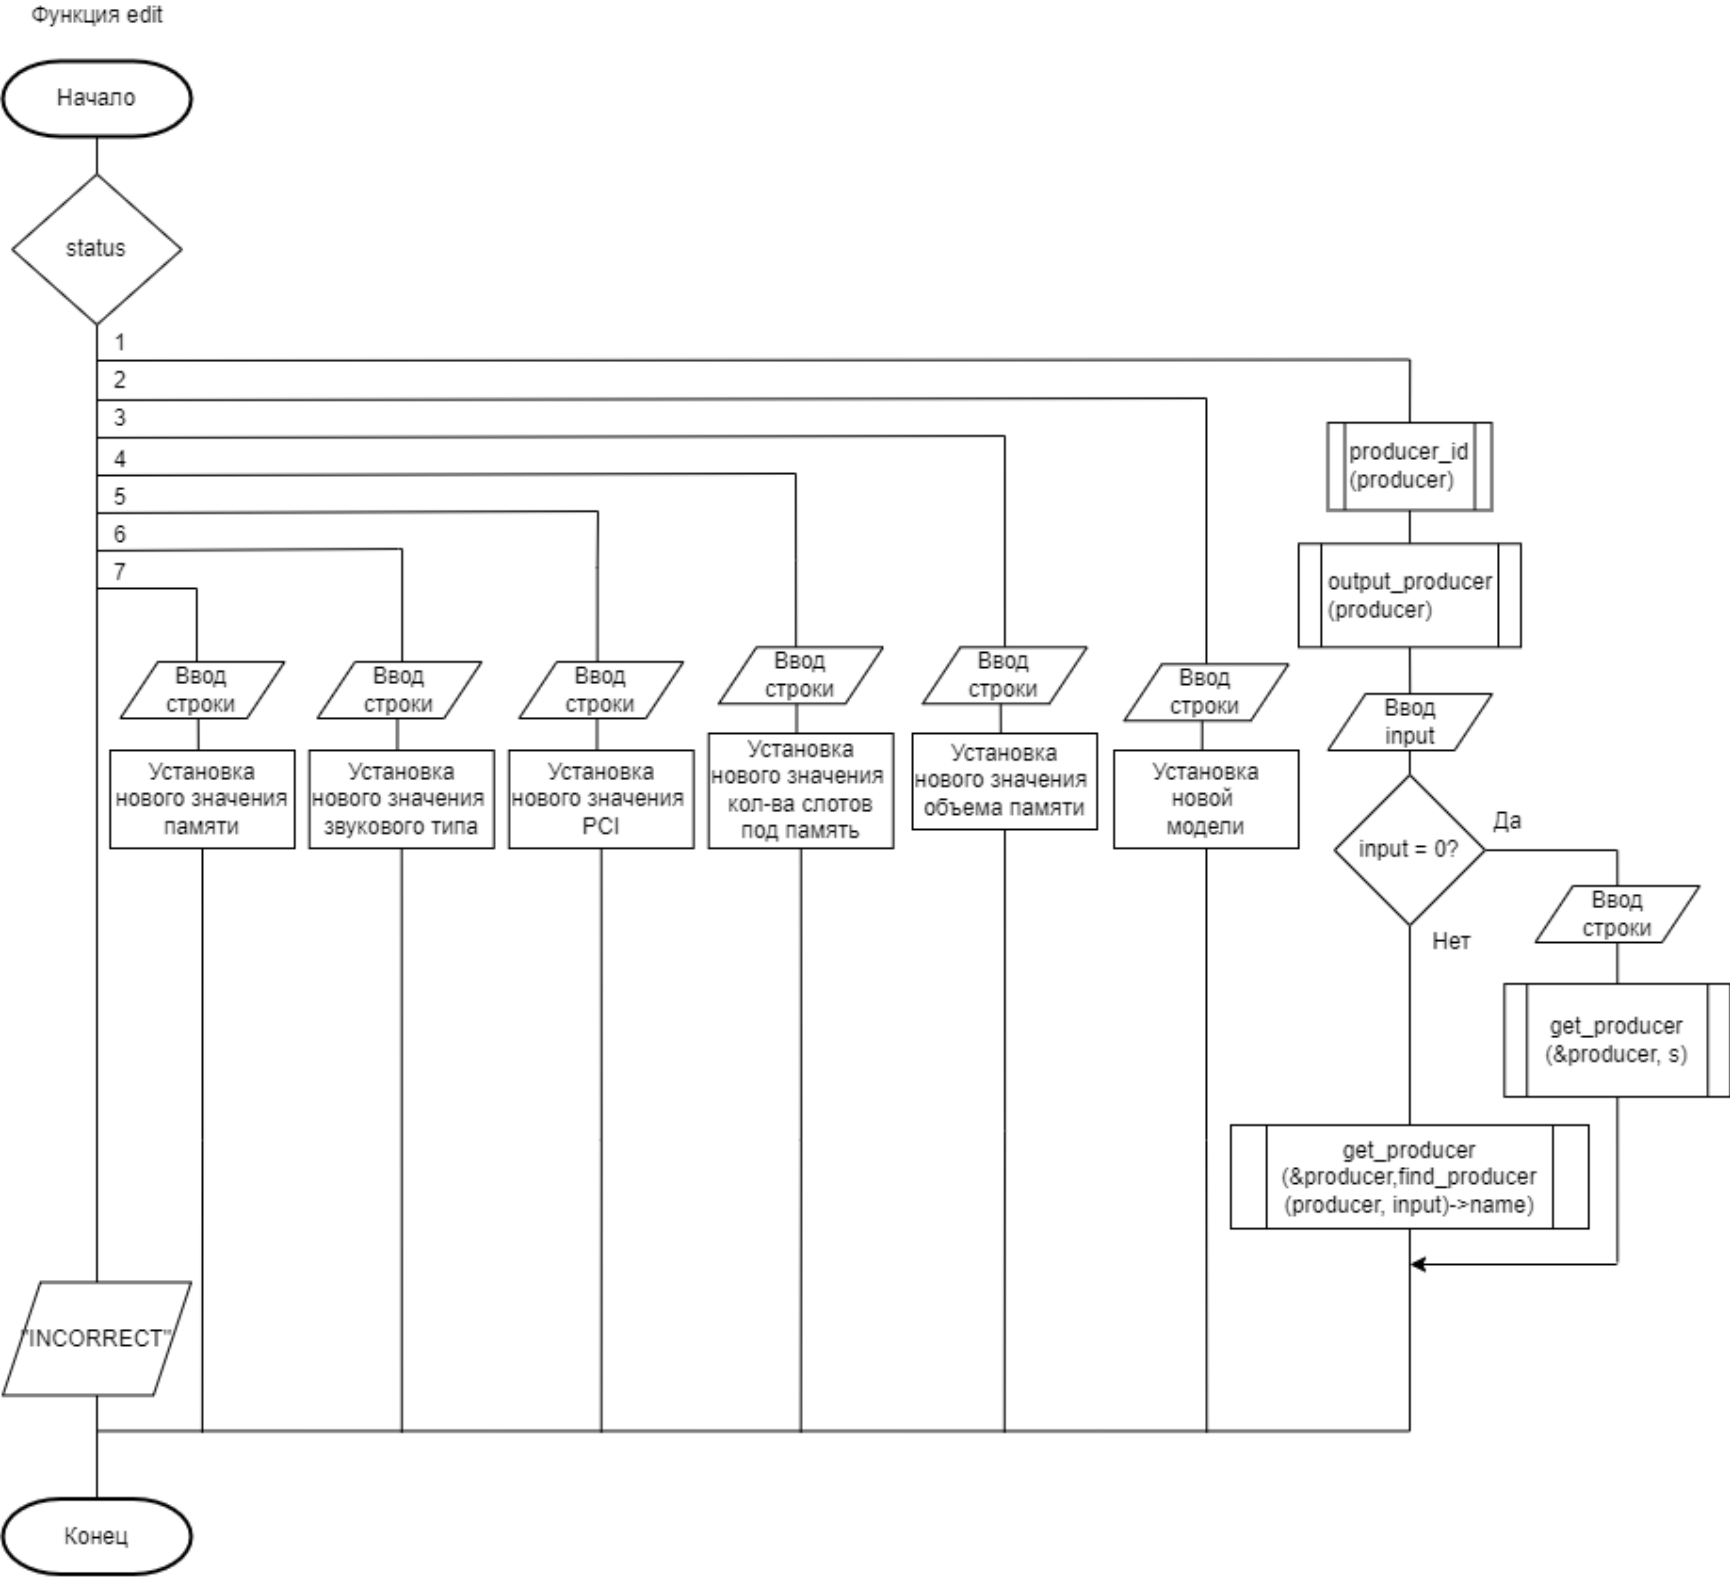 Функция edit
Начало
status
1
2
3
4
5
6
7
producer_id
(producer)
output_producer
(producer)
Ввод
строки
Ввод
строки
Ввод
строки
Ввод
строки
Ввод
строки
Ввод
строки
Ввод
input
Установка
нового значения
памяти
Установка
нового значения
звукового типа
Установка
нового значения
PCI
Установка
нового значения
кол-ва слотов
под память
Установка
нового значения
объема памяти
Установка
новой
модели
input = 0?
Да
Нет
Ввод
строки
get_producer
(&producer, s)
get_producer
(&producer,find_producer
(producer, input)->name)
"INCORRECT"
Конец